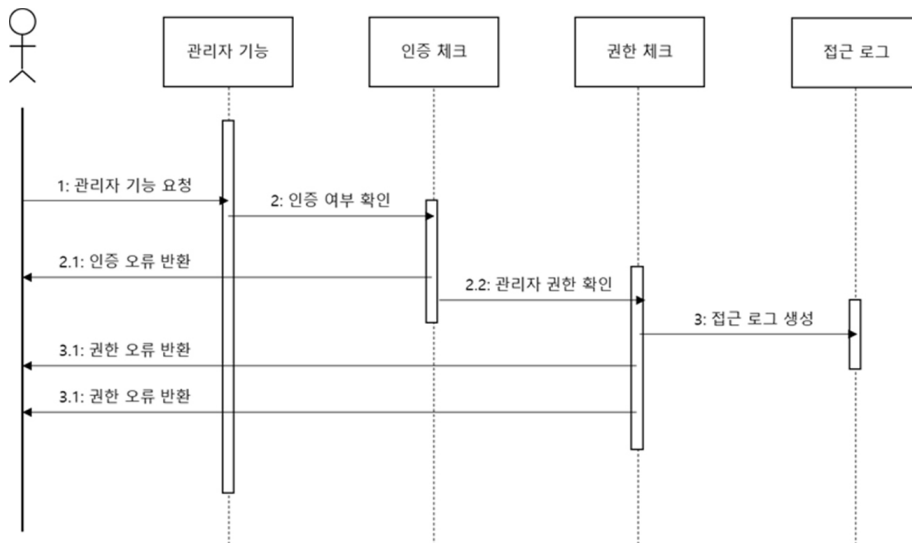 관리자 기능
인증 체크
권한 체크
접근 로그
1: 관리자 기능 요청
2: 인증 여부 확인
2.1: 인증 오류 반환
2.2: 관리자 권한 확인
3: 접근 로그 생성
3.1: 권한 오류 반환
3.1: 권한 오류 반환